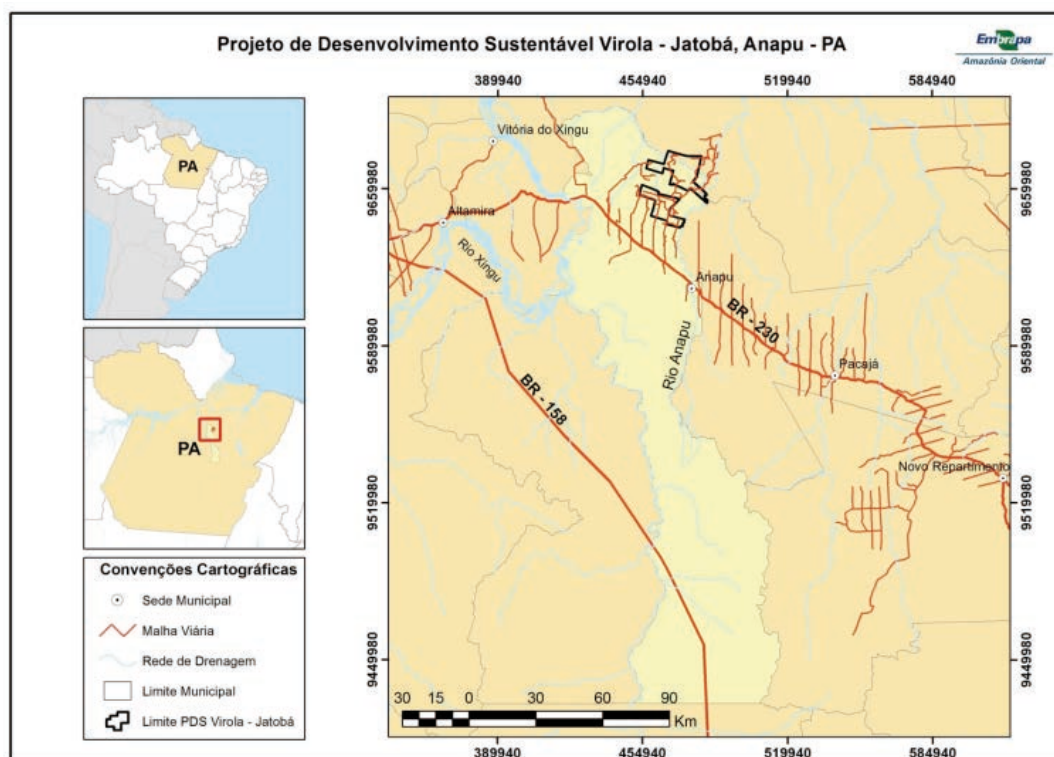 Projeto de Desenvolvimento Sustentável Virola - Jatobá, Anapu - PA
Embrapa
Amazônia Oriental
389940
454940
519940
584940
PA
PA
Vitória do Xingu
Altamira
Rio Xingu
Anapu
BR - 230
Rio Anapu
Pacajá
BR - 158
Novo Repartimento
9659980
9589980
9519980
9449980
9659980
9589980
9519980
9449980
Convenções Cartográficas
Sede Municipal
Malha Viária
Rede de Drenagem
Limite Municipal
Limite PDS Virola - Jatobá
30 15 0 30 60 90
Km
389940
454940
519940
584940